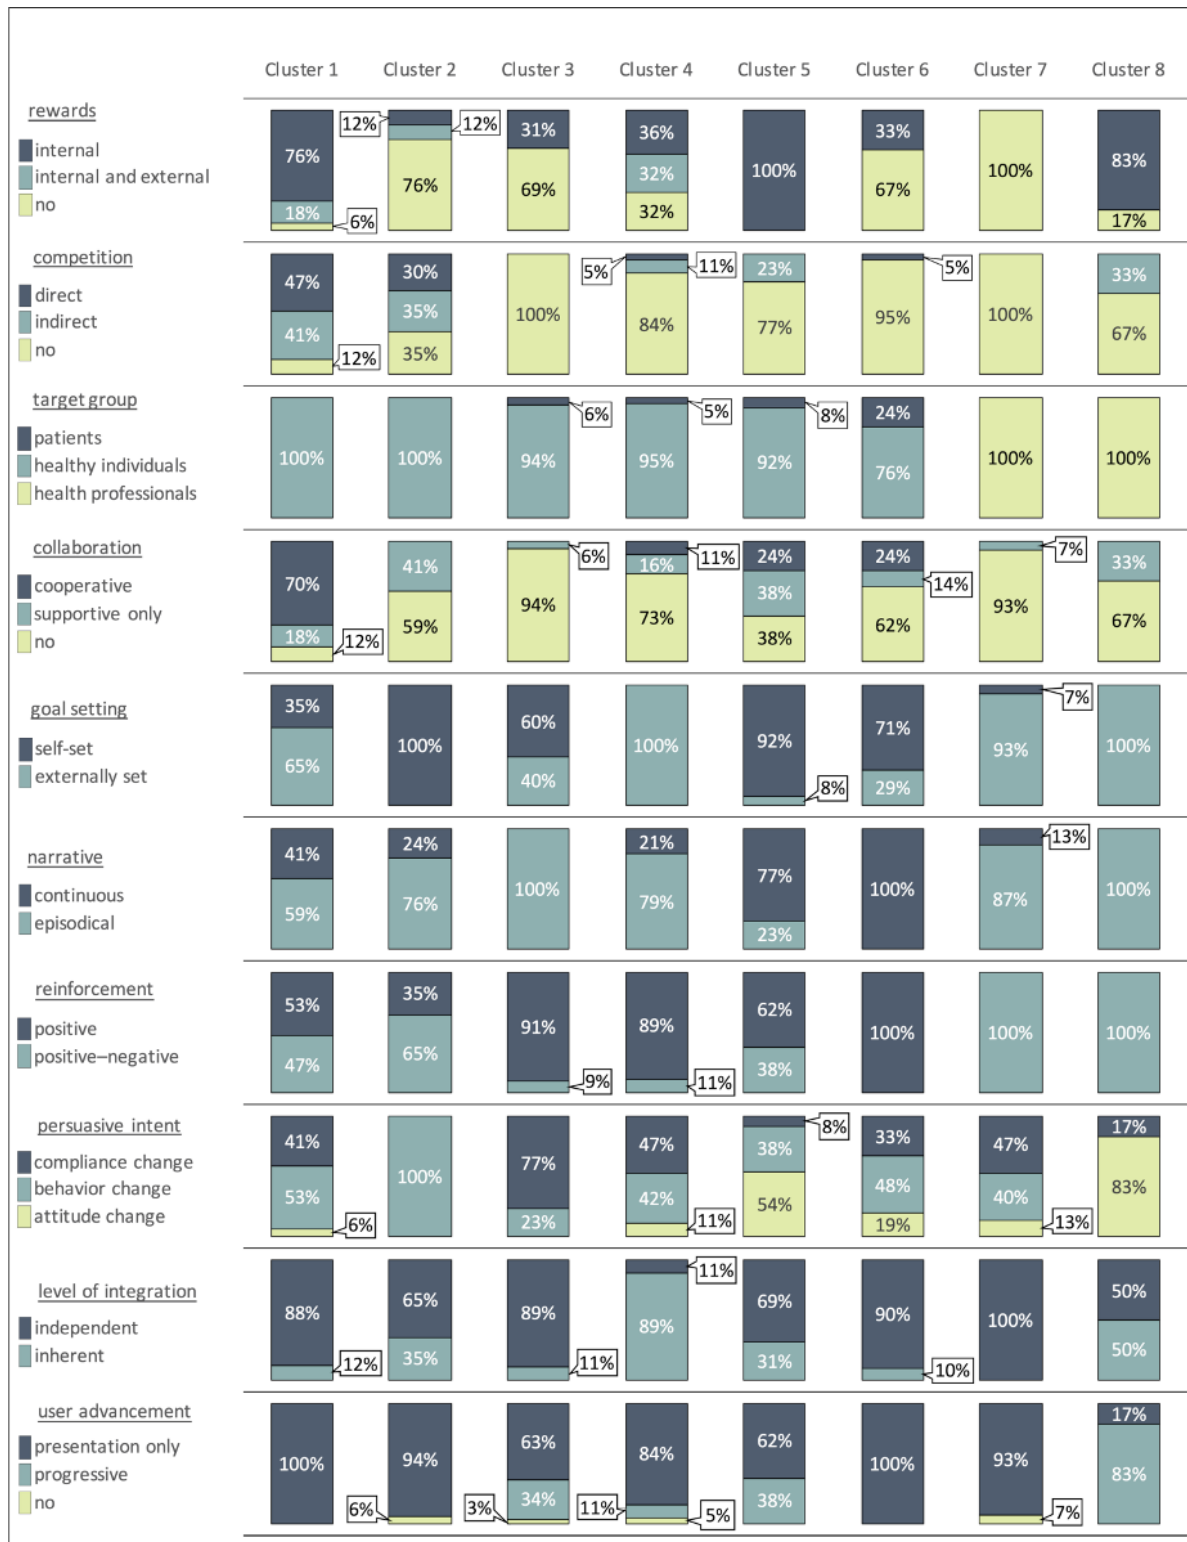 Cluster 1 Cluster 2 Cluster 3 Cluster 4 Cluster 5 Cluster 6 Cluster 7 Cluster 8
rewards
internal
internal and external
no
76% 18% 6%
12% 12% 76%
31% 69%
36% 32% 32%
100%
33% 67%
100%
83% 17%
competition
direct
indirect
no
47% 41% 12%
30% 35% 35%
100%
5% 11% 84%
23% 77%
5% 95%
100%
33% 67%
target group
patients
healthy individuals
health professionals
100%
100%
6% 94%
5% 95%
8% 92%
24% 76%
100%
100%
collaboration
cooperative
supportive only
no
70% 18% 12%
41% 59%
6% 94%
11% 16% 73%
24% 38% 38%
24% 14% 62%
7% 93%
33% 67%
goal setting
self-set
externally set
35% 65%
100%
60% 40%
100%
92% 8%
71% 29%
7% 93%
100%
narrative
continuous
episodical
41% 59%
24% 76%
100%
21% 79%
77% 23%
100%
13% 87%
100%
reinforcement
positive
positive–negative
53% 47%
35% 65%
91% 9%
89% 11%
62% 38%
100%
100%
100%
persuasive intent
compliance change
behavior change
attitude change
41% 53% 6%
100%
77% 23%
47% 42% 11%
8% 38% 54%
33% 48% 19%
47% 40% 13%
17% 83%
level of integration
independent
inherent
88% 12%
65% 35%
89% 11%
11% 89%
69% 31%
90% 10%
100%
50% 50%
user advancement
presentation only
progressive
no
100%
94% 6%
63% 34% 3%
84% 11% 5%
62% 38%
100%
93% 7%
17% 83%